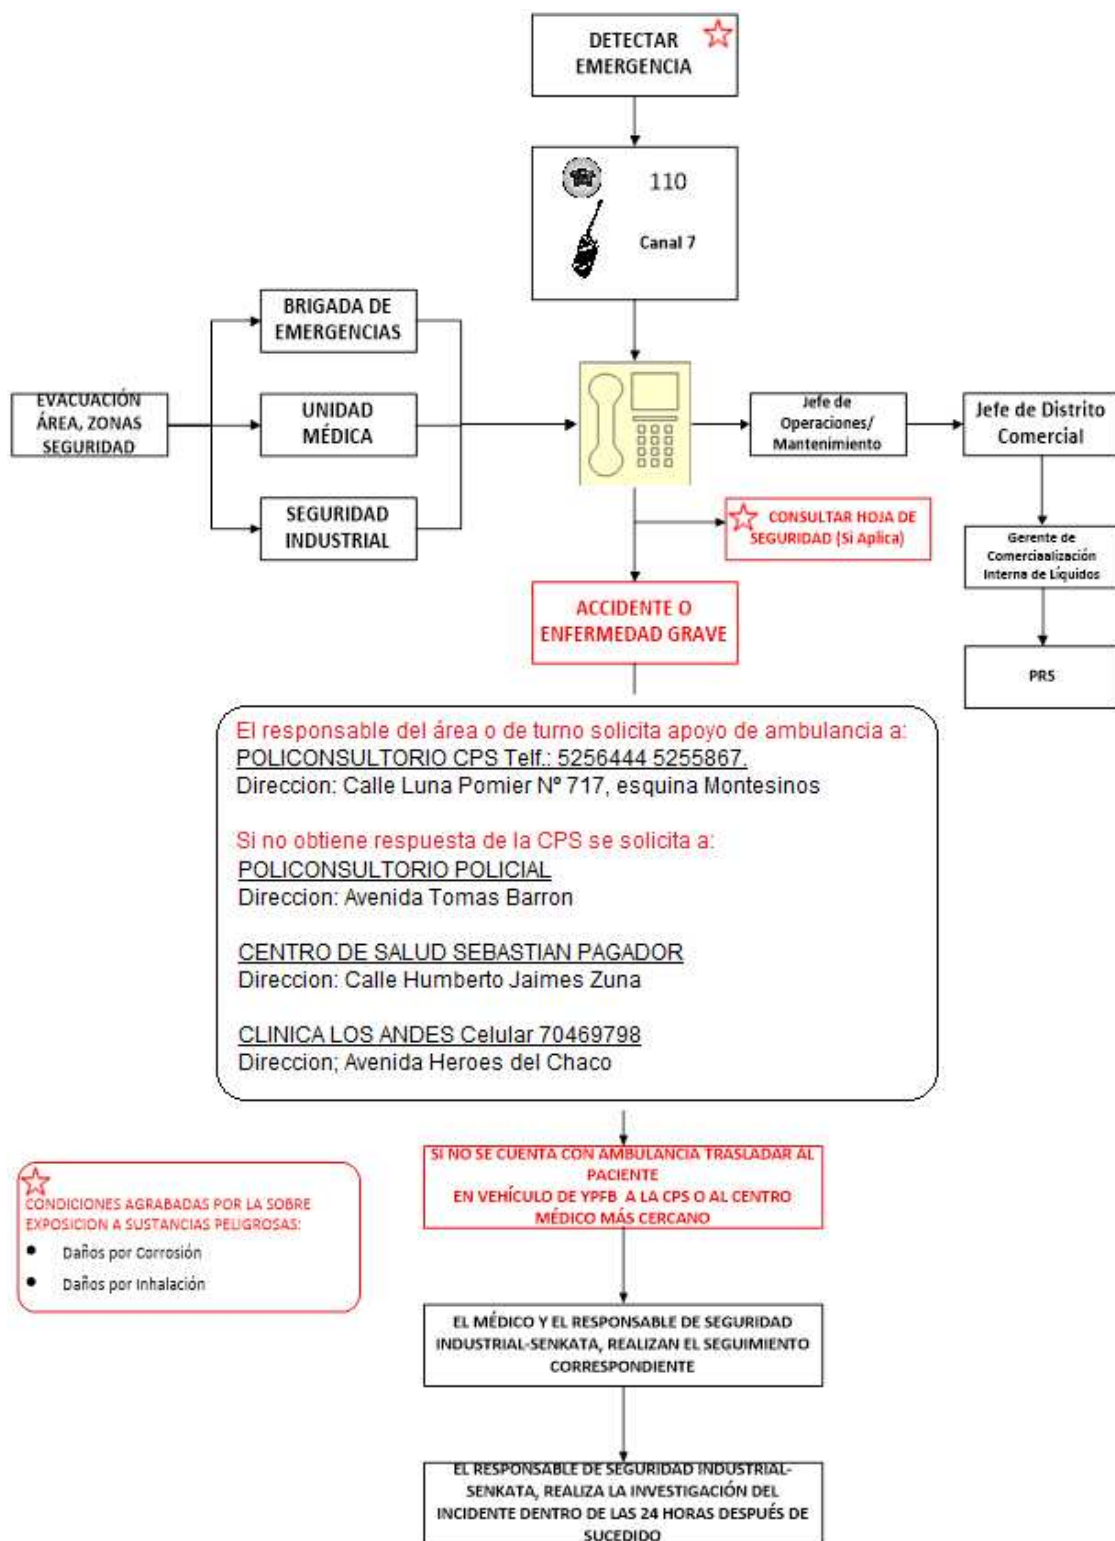 DETECTAR
EMERGENCIA
110
Canal 7
BRIGADA DE
EMERGENCIAS
EVACUACIÓN
ÁREA, ZONAS
SEGURIDAD
UNIDAD
MÉDICA
SEGURIDAD
INDUSTRIAL
Jefe de
Operaciones/
Mantenimiento
Jefe de Distrito
Comercial
CONSULTAR HOJA DE
SEGURIDAD (Si Aplica)
Gerente de
Comerciaalización
Interna de Líquidos
PRS
ACCIDENTE O
ENFERMEDAD GRAVE
El responsable del área o de turno solicita apoyo de ambulancia a:
POLICONSULTORIO CPS Telf.: 5256444 5255867.
Direccion: Calle Luna Pomier Nº 717, esquina Montesinos
Si no obtiene respuesta de la CPS se solicita a:
POLICONSULTORIO POLICIAL
Direccion: Avenida Tomas Barron
CENTRO DE SALUD SEBASTIAN PAGADOR
Direccion: Calle Humberto Jaimes Zuna
CLINICA LOS ANDES Celular 70469798
Direccion; Avenida Heroes del Chaco
SI NO SE CUENTA CON AMBULANCIA TRASLADAR AL
PACIENTE
EN VEHÍCULO DE YPFB A LA CPS O AL CENTRO
MÉDICO MÁS CERCANO
CONDICIONES AGRABADAS POR LA SOBRE
EXPOSICION A SUSTANCIAS PELIGROSAS:
● Daños por Corrosión
● Daños por Inhalación
EL MÉDICO Y EL RESPONSABLE DE SEGURIDAD
INDUSTRIAL-SENKATA, REALIZAN EL SEGUIMIENTO
CORRESPONDIENTE
EL RESPONSABLE DE SEGURIDAD INDUSTRIAL-
SENKATA, REALIZA LA INVESTIGACIÓN DEL
INCIDENTE DENTRO DE LAS 24 HORAS DESPUÉS DE
SUCEDIDO